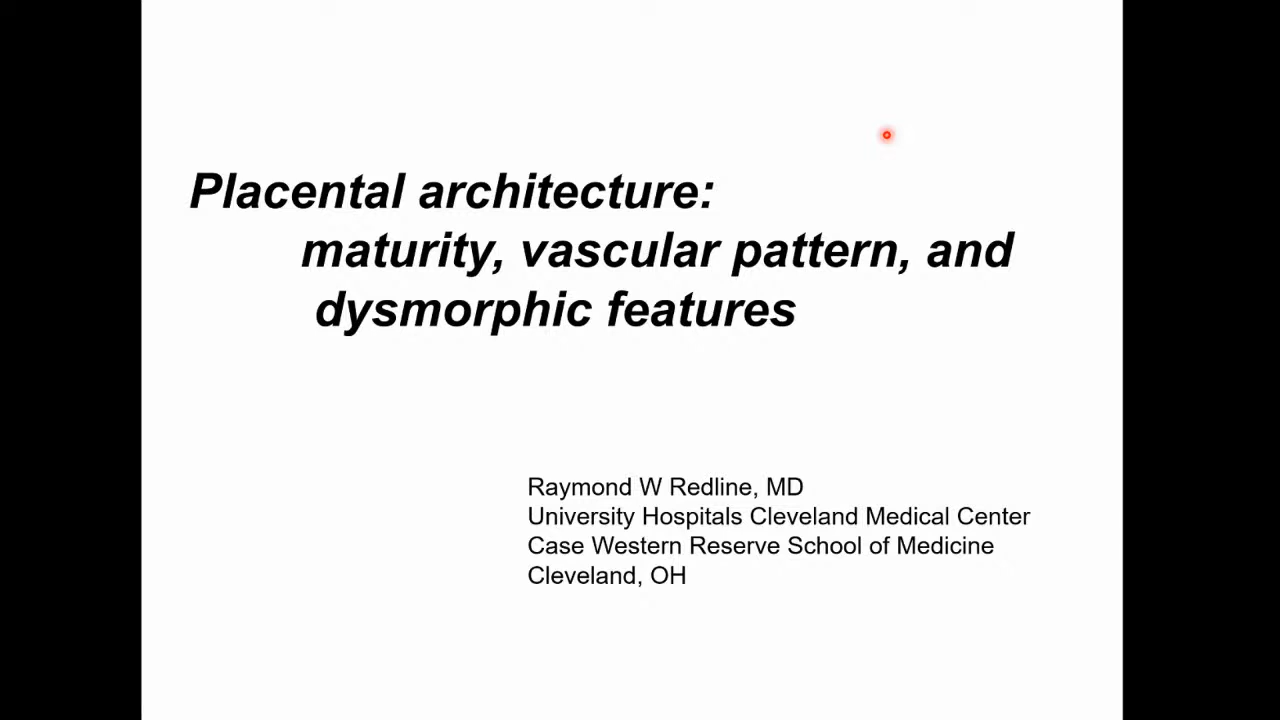 Placental architecture:
maturity, vascular pattern, and
dysmorphic features
Raymond W Redline, MD
University Hospitals Cleveland Medical Center
Case Western Reserve School of Medicine
Cleveland, OH